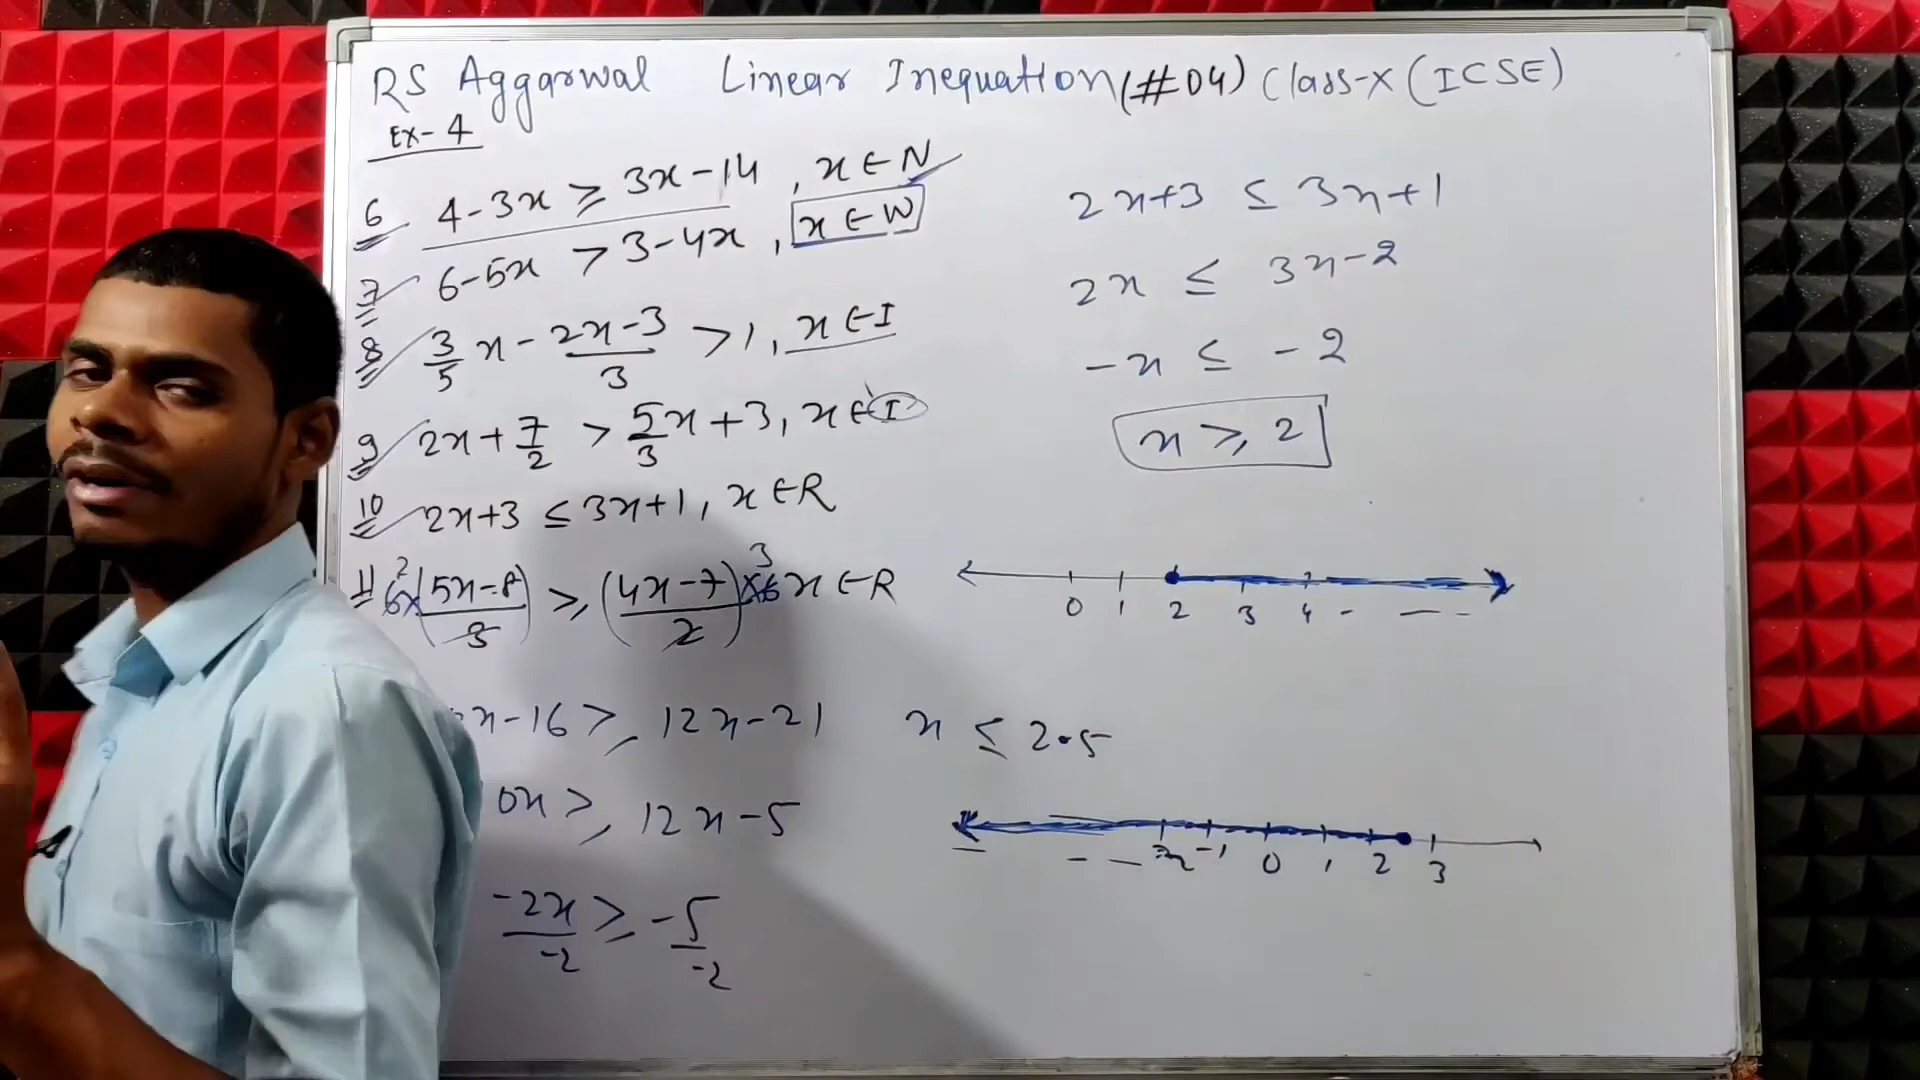 RS Aggarwal Linear Inequation (#04) Class-X (ICSE)
Ex-4
6 4-3x ≥ 3x-14, x∈N
7 6-5x > 3-4x, x∈W
8 3/5 x - (2x-3)/3 > 1, x∈I
9 2x + 7/2 > 5/3 x + 3, x∈I
10 2x+3 ≤ 3x+1, x∈R
11 6² × (5x-8)/3 ≥ (4x-7)/2 × 6³ x∈R
x-16 ≥ 12x-21
0x ≥ 12x-5
-2x/-2 ≥ -5/-2
2x+3 ≤ 3x+1
2x ≤ 3x-2
-x ≤ -2
x ≥ 2
0 1 2 3 4 - — -
x ≤ 2.5
- - — -2 -1 0 1 2 3